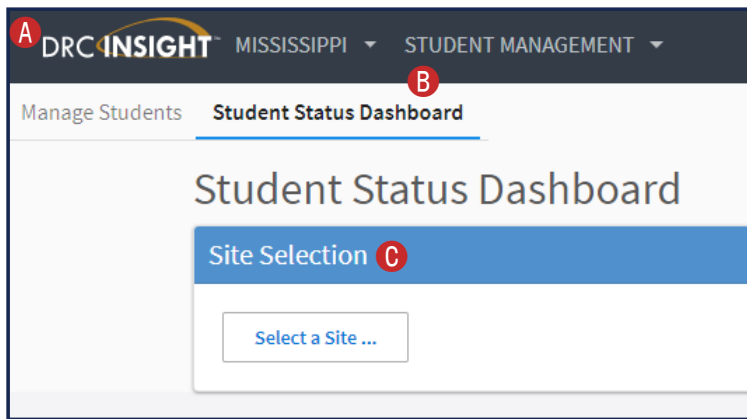 A DRC INSIGHT™ MISSISSIPPI STUDENT MANAGEMENT
B
Manage Students Student Status Dashboard
Student Status Dashboard
Site Selection C
Select a Site ...